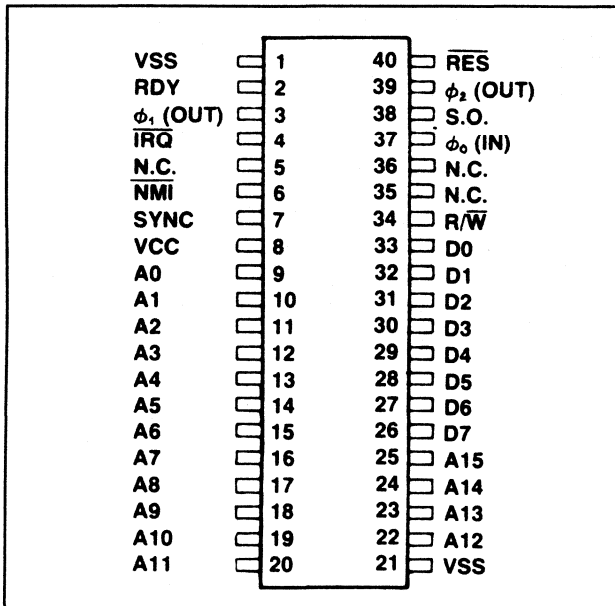 VSS 1 40 R̅E̅S̅
RDY 2 39 ϕ₂ (OUT)
ϕ₁ (OUT) 3 38 S.O.
I̅R̅Q̅ 4 37 ϕ₀ (IN)
N.C. 5 36 N.C.
N̅M̅I̅ 6 35 N.C.
SYNC 7 34 R/W̅
VCC 8 33 D0
A0 9 32 D1
A1 10 31 D2
A2 11 30 D3
A3 12 29 D4
A4 13 28 D5
A5 14 27 D6
A6 15 26 D7
A7 16 25 A15
A8 17 24 A14
A9 18 23 A13
A10 19 22 A12
A11 20 21 VSS